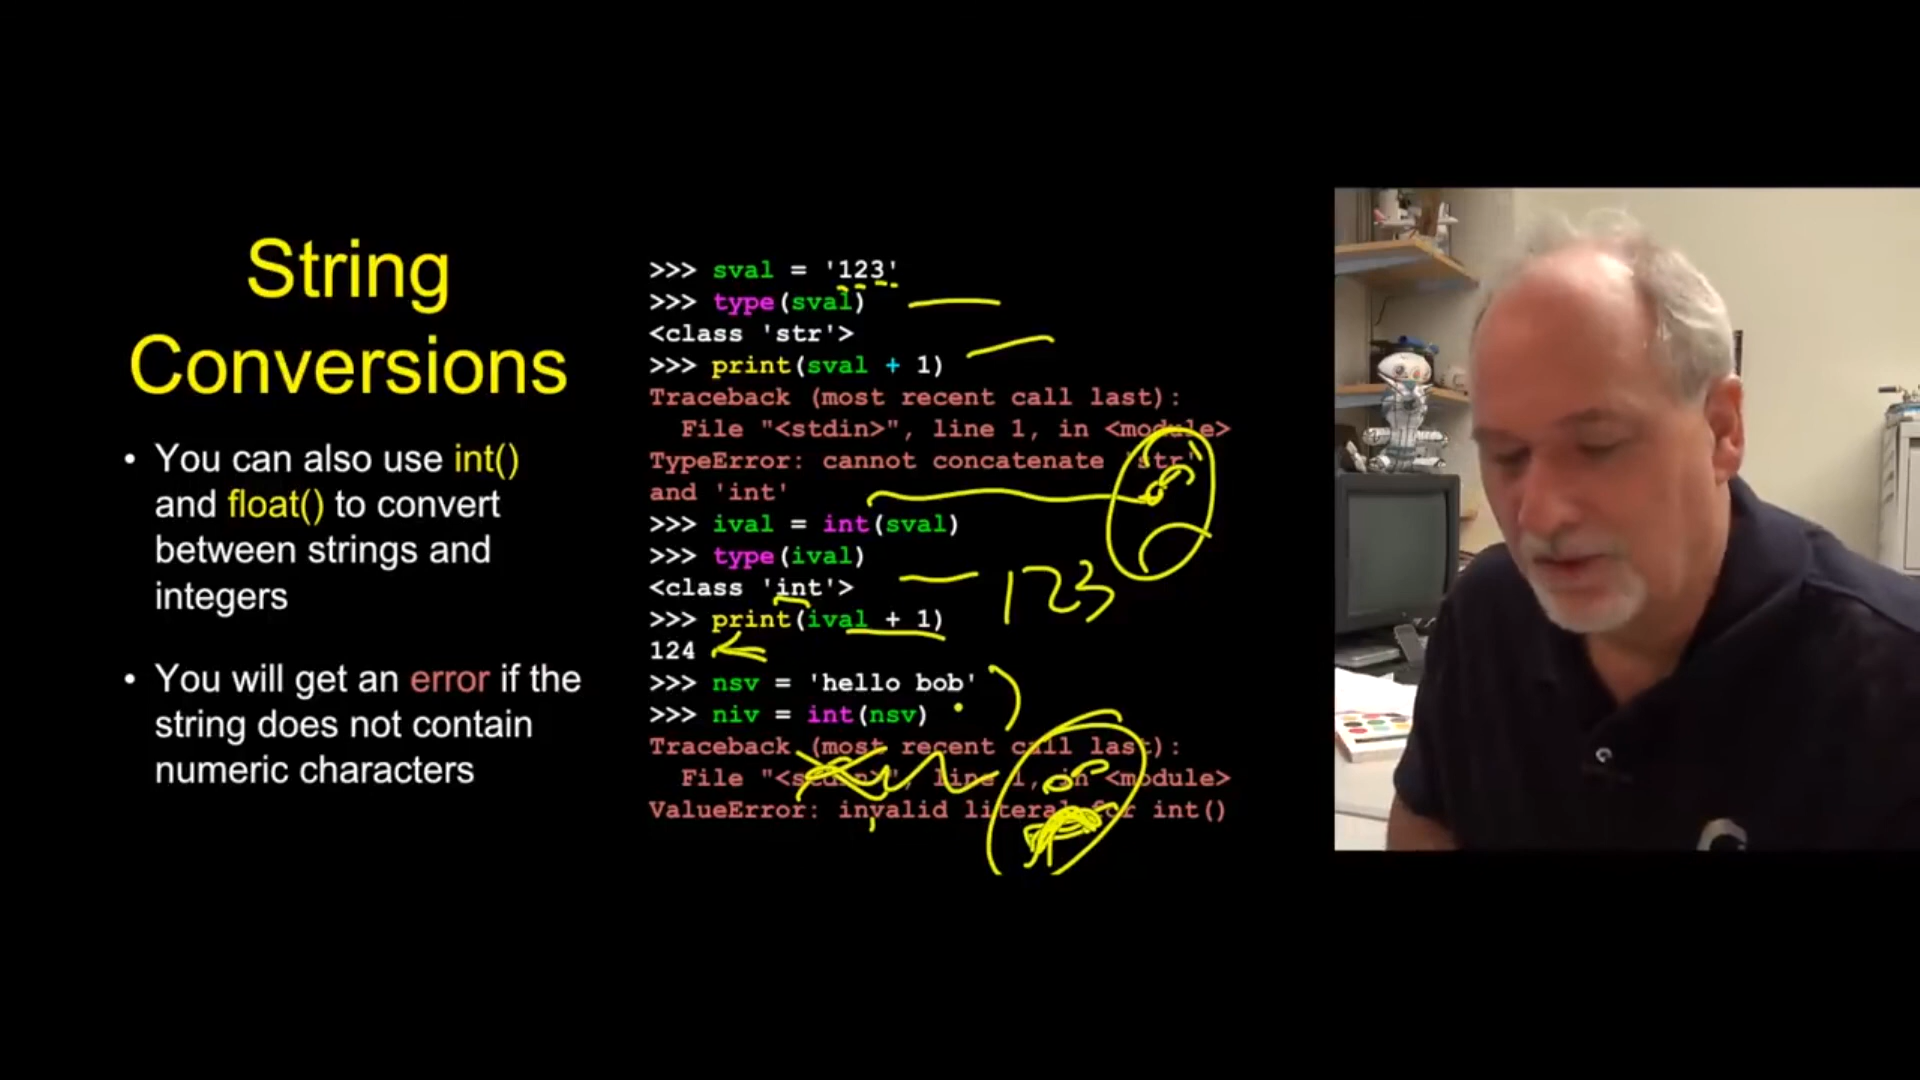 String
Conversions
• You can also use int()
and float() to convert
between strings and
integers
• You will get an error if the
string does not contain
numeric characters
>>> sval = '123'
>>> type(sval)
<class 'str'>
>>> print(sval + 1)
Traceback (most recent call last):
File "<stdin>", line 1, in <module>
TypeError: cannot concatenate 'str'
and 'int'
>>> ival = int(sval)
>>> type(ival)
<class 'int'>
123
>>> print(ival + 1)
124
>>> nsv = 'hello bob'
>>> niv = int(nsv)
Traceback (most recent call last):
File "<stdin>", line 1, in <module>
ValueError: invalid literal for int()